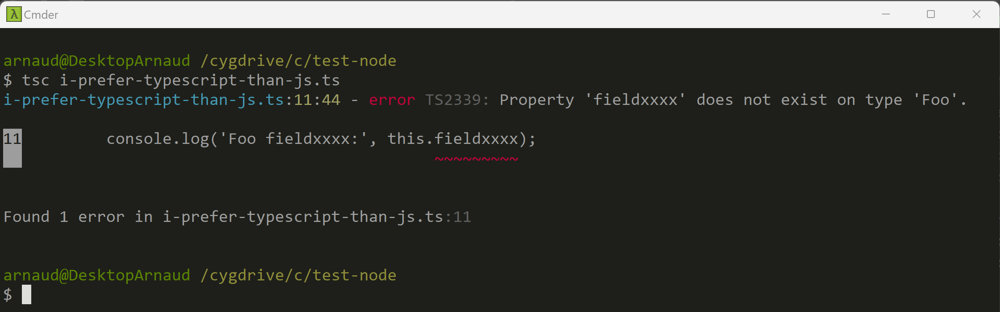 Cmder
arnaud@DesktopArnaud /cygdrive/c/test-node
$ tsc i-prefer-typescript-than-js.ts
i-prefer-typescript-than-js.ts:11:44 - error TS2339: Property 'fieldxxxx' does not exist on type 'Foo'.
11         console.log('Foo fieldxxxx:', this.fieldxxxx);
~~~~~~~~~
Found 1 error in i-prefer-typescript-than-js.ts:11
arnaud@DesktopArnaud /cygdrive/c/test-node
$